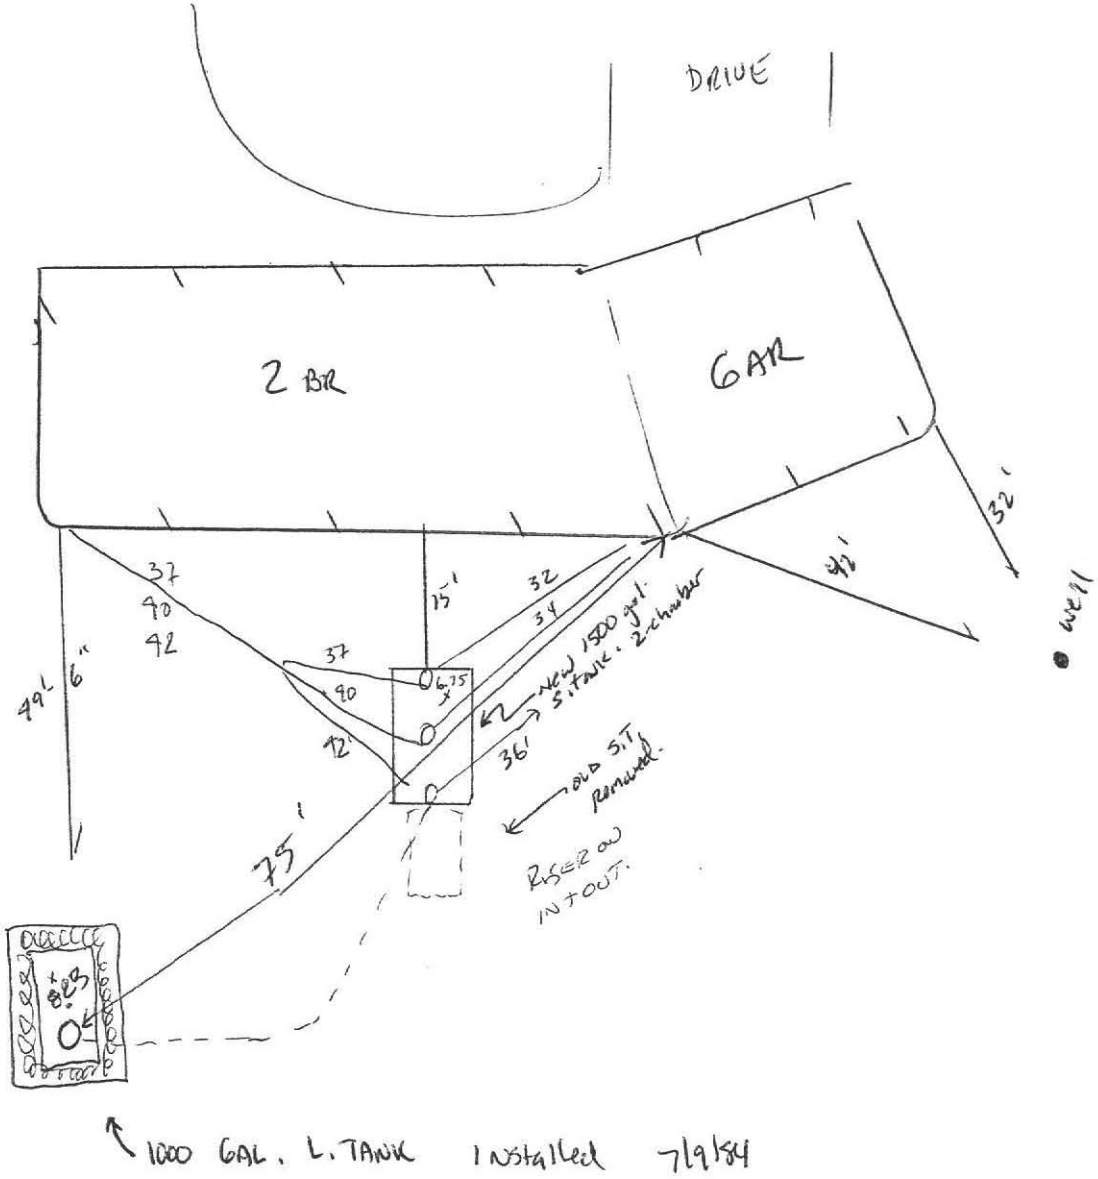 DRIVE
2 BR
GAR
32'
42'
well
37
40
42
15'
32
34
37
40
42'
6.75
36'
New 1500 gal.
S. tank. 2-chamber
49'
6"
OLD S.T.
Removed.
RISER ON
IN + OUT.
75'
8.23
1000 GAL. L. TANK Installed 7/9/84